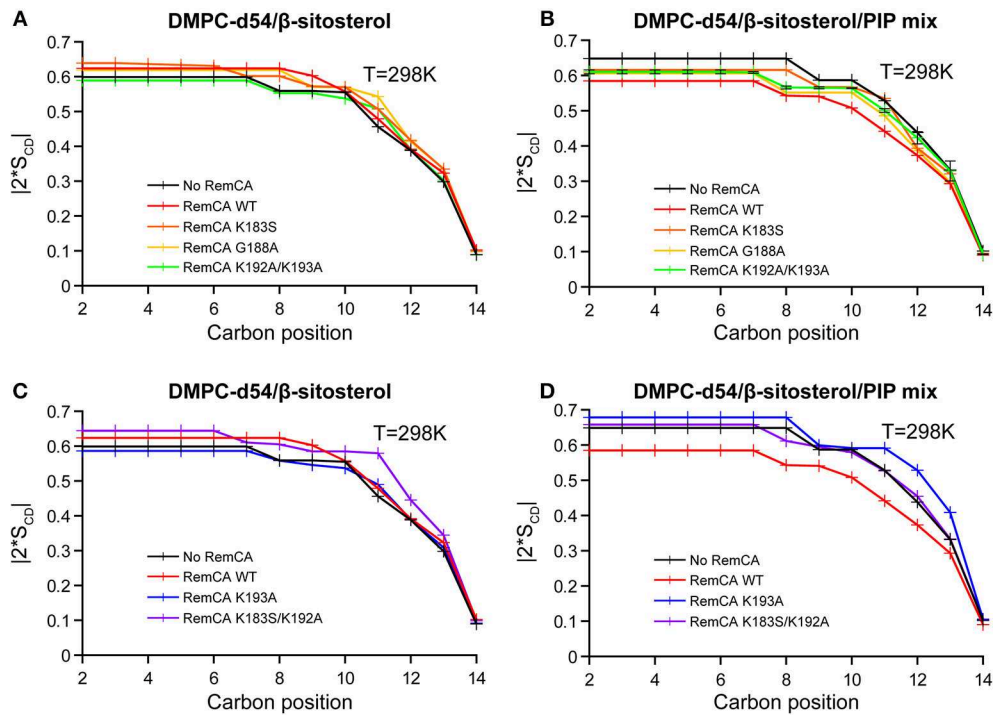 A
DMPC-d54/β-sitosterol
|2*S_CD|
0.7
0.6
0.5
0.4
0.3
0.2
0.1
0
T=298K
No RemCA
RemCA WT
RemCA K183S
RemCA G188A
RemCA K192A/K193A
2 4 6 8 10 12 14
Carbon position
B
DMPC-d54/β-sitosterol/PIP mix
|2*S_CD|
0.7
0.6
0.5
0.4
0.3
0.2
0.1
0
T=298K
No RemCA
RemCA WT
RemCA K183S
RemCA G188A
RemCA K192A/K193A
2 4 6 8 10 12 14
Carbon position
C
DMPC-d54/β-sitosterol
|2*S_CD|
0.7
0.6
0.5
0.4
0.3
0.2
0.1
0
T=298K
No RemCA
RemCA WT
RemCA K193A
RemCA K183S/K192A
2 4 6 8 10 12 14
Carbon position
D
DMPC-d54/β-sitosterol/PIP mix
|2*S_CD|
0.7
0.6
0.5
0.4
0.3
0.2
0.1
0
T=298K
No RemCA
RemCA WT
RemCA K193A
RemCA K183S/K192A
2 4 6 8 10 12 14
Carbon position